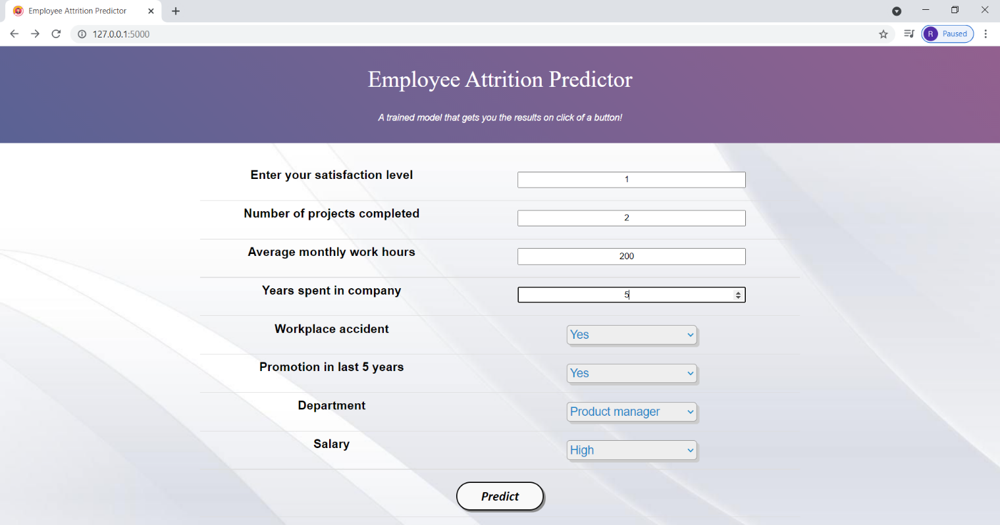 Employee Attrition Predictor
127.0.0.1:5000
R Paused
Employee Attrition Predictor
A trained model that gets you the results on click of a button!
Enter your satisfaction level 1
Number of projects completed 2
Average monthly work hours 200
Years spent in company 5
Workplace accident Yes
Promotion in last 5 years Yes
Department Product manager
Salary High
Predict